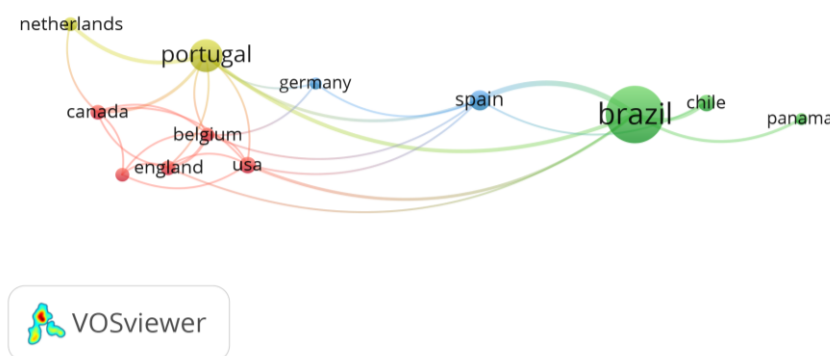 netherlands
portugal
germany
canada
spain
brazil
chile
panama
belgium
england
usa
VOSviewer